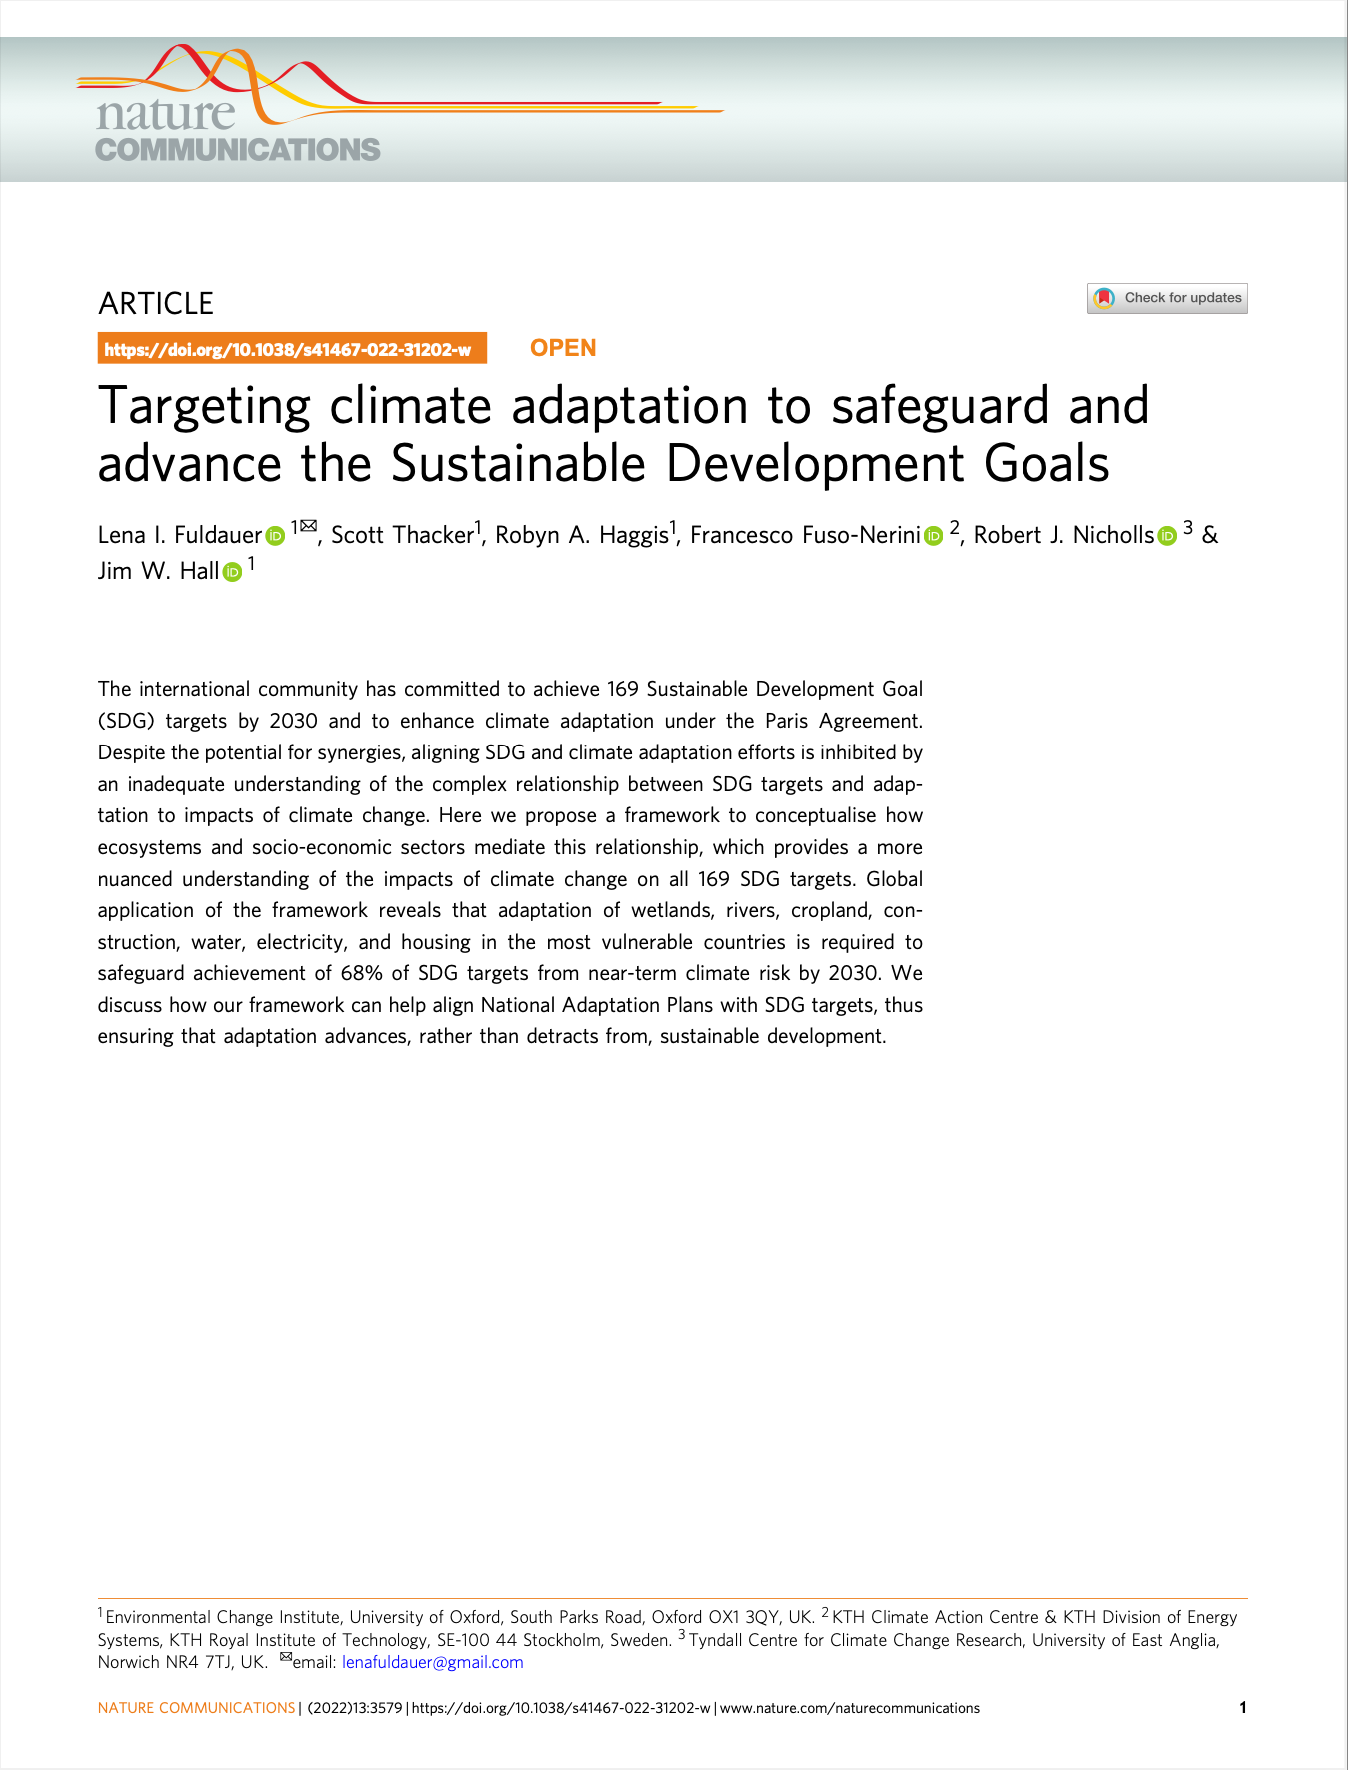 nature
COMMUNICATIONS
ARTICLE
Check for updates
https://doi.org/10.1038/s41467-022-31202-w OPEN
Targeting climate adaptation to safeguard and
advance the Sustainable Development Goals
Lena I. Fuldauer iD 1✉, Scott Thacker1, Robyn A. Haggis1, Francesco Fuso-Nerini iD 2, Robert J. Nicholls iD 3 &
Jim W. Hall iD 1
The international community has committed to achieve 169 Sustainable Development Goal
(SDG) targets by 2030 and to enhance climate adaptation under the Paris Agreement.
Despite the potential for synergies, aligning SDG and climate adaptation efforts is inhibited by
an inadequate understanding of the complex relationship between SDG targets and adap-
tation to impacts of climate change. Here we propose a framework to conceptualise how
ecosystems and socio-economic sectors mediate this relationship, which provides a more
nuanced understanding of the impacts of climate change on all 169 SDG targets. Global
application of the framework reveals that adaptation of wetlands, rivers, cropland, con-
struction, water, electricity, and housing in the most vulnerable countries is required to
safeguard achievement of 68% of SDG targets from near-term climate risk by 2030. We
discuss how our framework can help align National Adaptation Plans with SDG targets, thus
ensuring that adaptation advances, rather than detracts from, sustainable development.
1 Environmental Change Institute, University of Oxford, South Parks Road, Oxford OX1 3QY, UK. 2 KTH Climate Action Centre & KTH Division of Energy
Systems, KTH Royal Institute of Technology, SE-100 44 Stockholm, Sweden. 3 Tyndall Centre for Climate Change Research, University of East Anglia,
Norwich NR4 7TJ, UK. ✉email: lenafuldauer@gmail.com
NATURE COMMUNICATIONS | (2022)13:3579 | https://doi.org/10.1038/s41467-022-31202-w | www.nature.com/naturecommunications 1